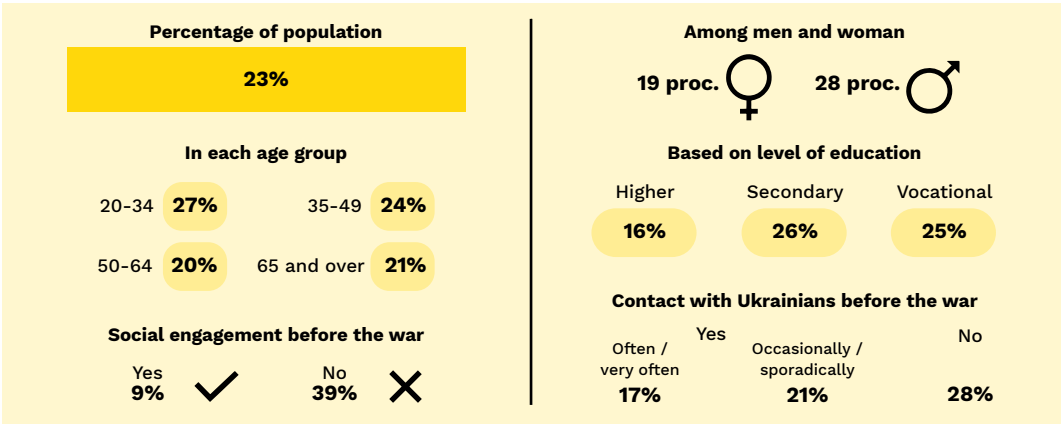 Percentage of population
23%
In each age group
20-34 27% 35-49 24%
50-64 20% 65 and over 21%
Social engagement before the war
Yes No
9% 39%
Among men and woman
19 proc. 28 proc.
Based on level of education
Higher Secondary Vocational
16% 26% 25%
Contact with Ukrainians before the war
Yes No
Often / Occasionally /
very often sporadically
17% 21% 28%